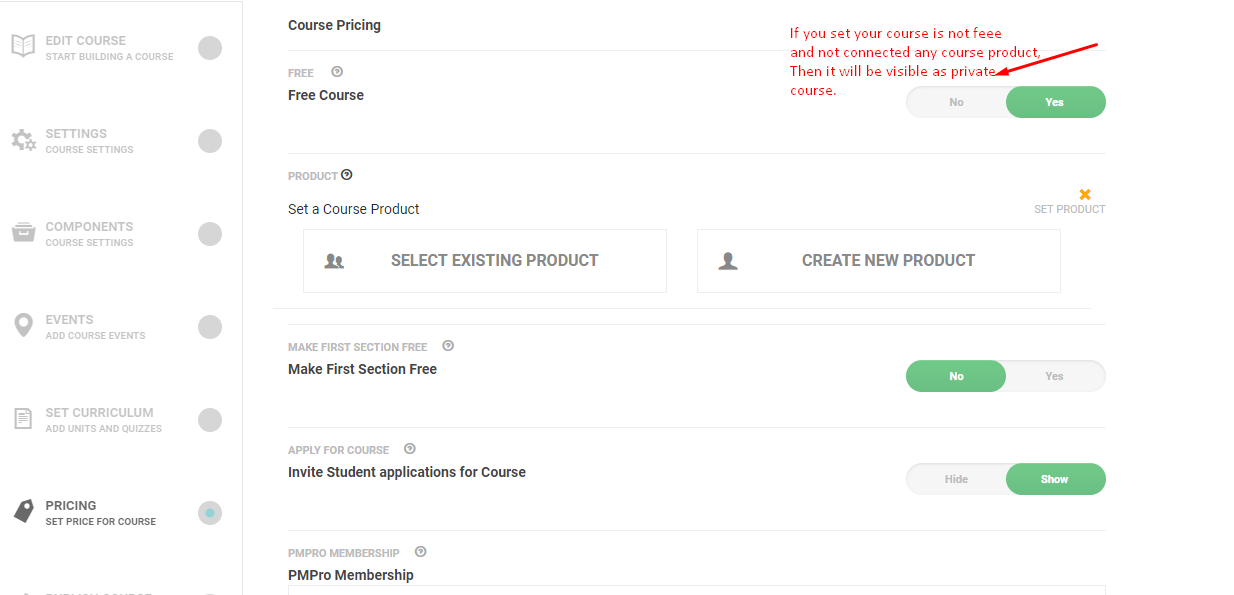 EDIT COURSE
START BUILDING A COURSE
SETTINGS
COURSE SETTINGS
COMPONENTS
COURSE SETTINGS
EVENTS
ADD COURSE EVENTS
SET CURRICULUM
ADD UNITS AND QUIZZES
PRICING
SET PRICE FOR COURSE
Course Pricing
If you set your course is not feee
and not connected any course product,
Then it will be visible as private
course.
FREE
Free Course
No Yes
PRODUCT
Set a Course Product
SET PRODUCT
SELECT EXISTING PRODUCT
CREATE NEW PRODUCT
MAKE FIRST SECTION FREE
Make First Section Free
No Yes
APPLY FOR COURSE
Invite Student applications for Course
Hide Show
PMPRO MEMBERSHIP
PMPro Membership